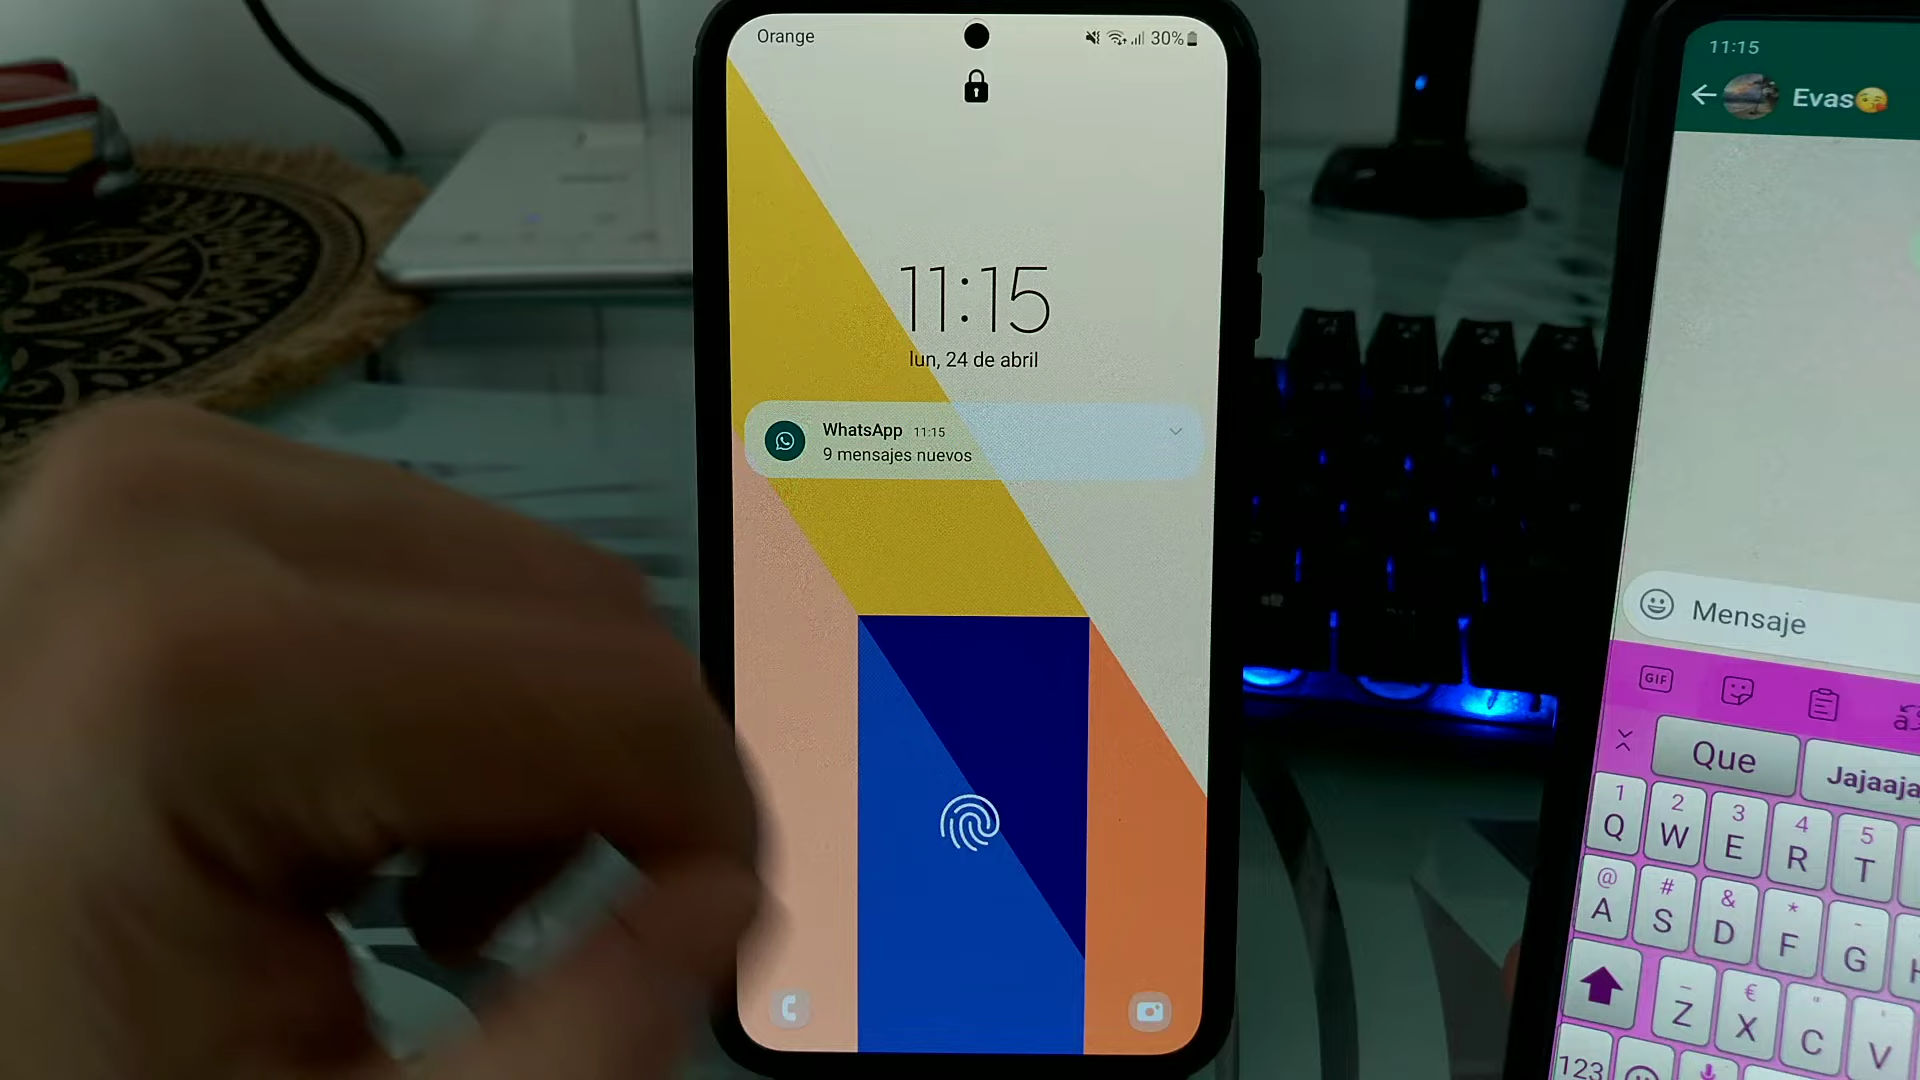 Orange
30%
11:15
lun, 24 de abril
WhatsApp 11:15
9 mensajes nuevos
11:15
Evas😘
Mensaje
GIF
Que
Jajaaja
1 2 3 4 5
Q W E R T
@ # & * -
A S D F G H
- € " '
Z X C V
123